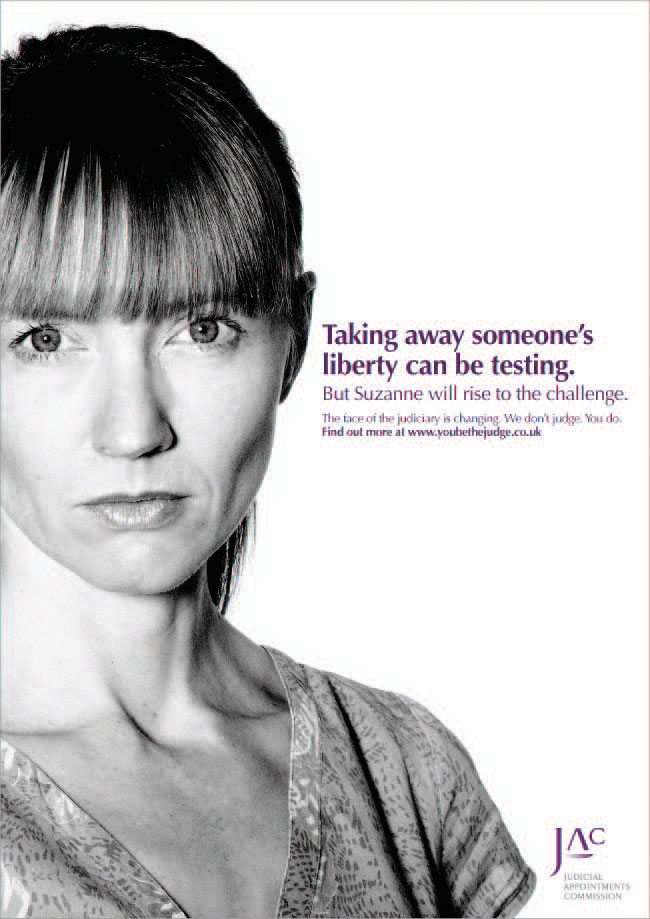 Taking away someone's
liberty can be testing.
But Suzanne will rise to the challenge.
The face of the judiciary is changing. We don't judge. You do.
Find out more at www.youbethejudge.co.uk
JAC
JUDICIAL
APPOINTMENTS
COMMISSION